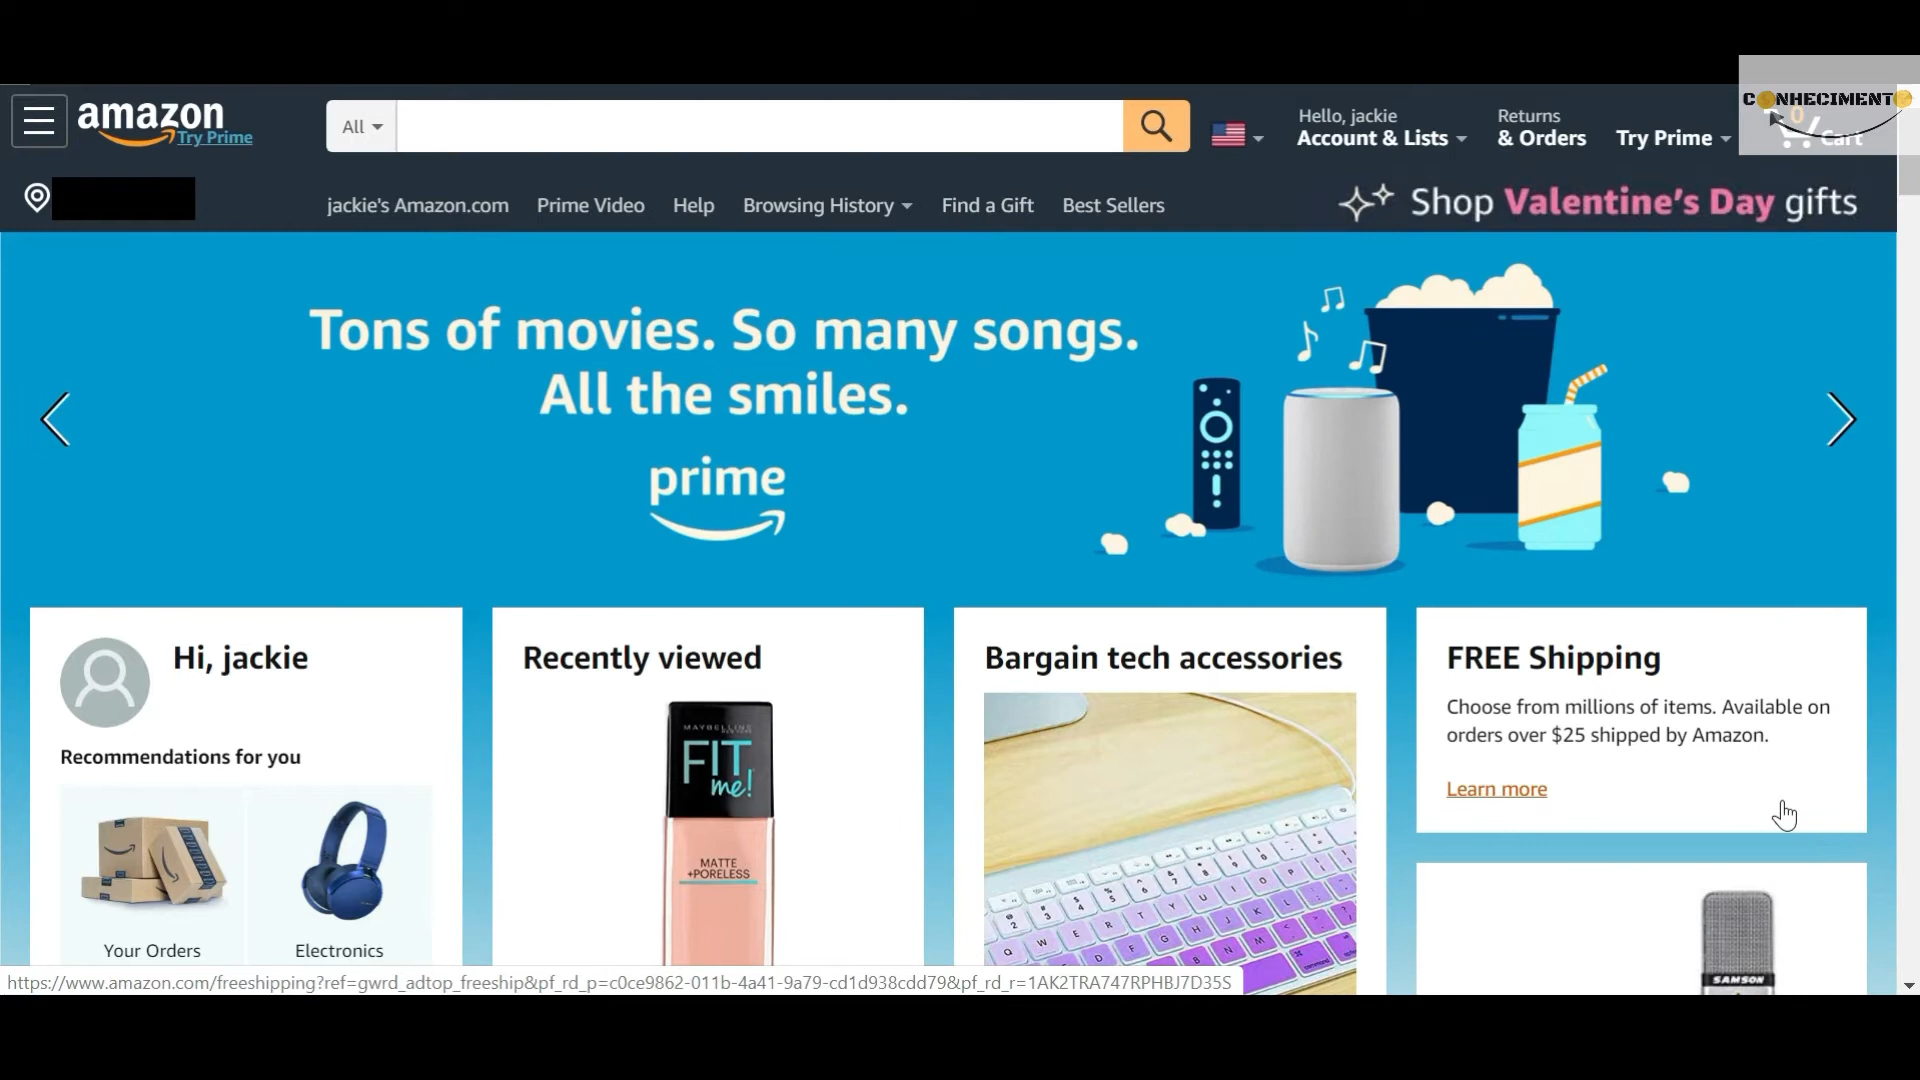 amazon
Try Prime
All
Hello, jackie
Account & Lists
Returns
& Orders
Try Prime
0
Cart
CONHECIMENTO
jackie's Amazon.com
Prime Video
Help
Browsing History
Find a Gift
Best Sellers
Shop Valentine's Day gifts
Tons of movies. So many songs.
All the smiles.
prime
Hi, jackie
Recommendations for you
Your Orders
Electronics
Recently viewed
MAYBELLINE
NEW YORK
FIT
me!
MATTE
+PORELESS
Bargain tech accessories
FREE Shipping
Choose from millions of items. Available on
orders over $25 shipped by Amazon.
Learn more
SAMSON
https://www.amazon.com/freeshipping?ref=gwrd_adtop_freeship&pf_rd_p=c0ce9862-011b-4a41-9a79-cd1d938cdd79&pf_rd_r=1AK2TRA747RPHBJ7D35S